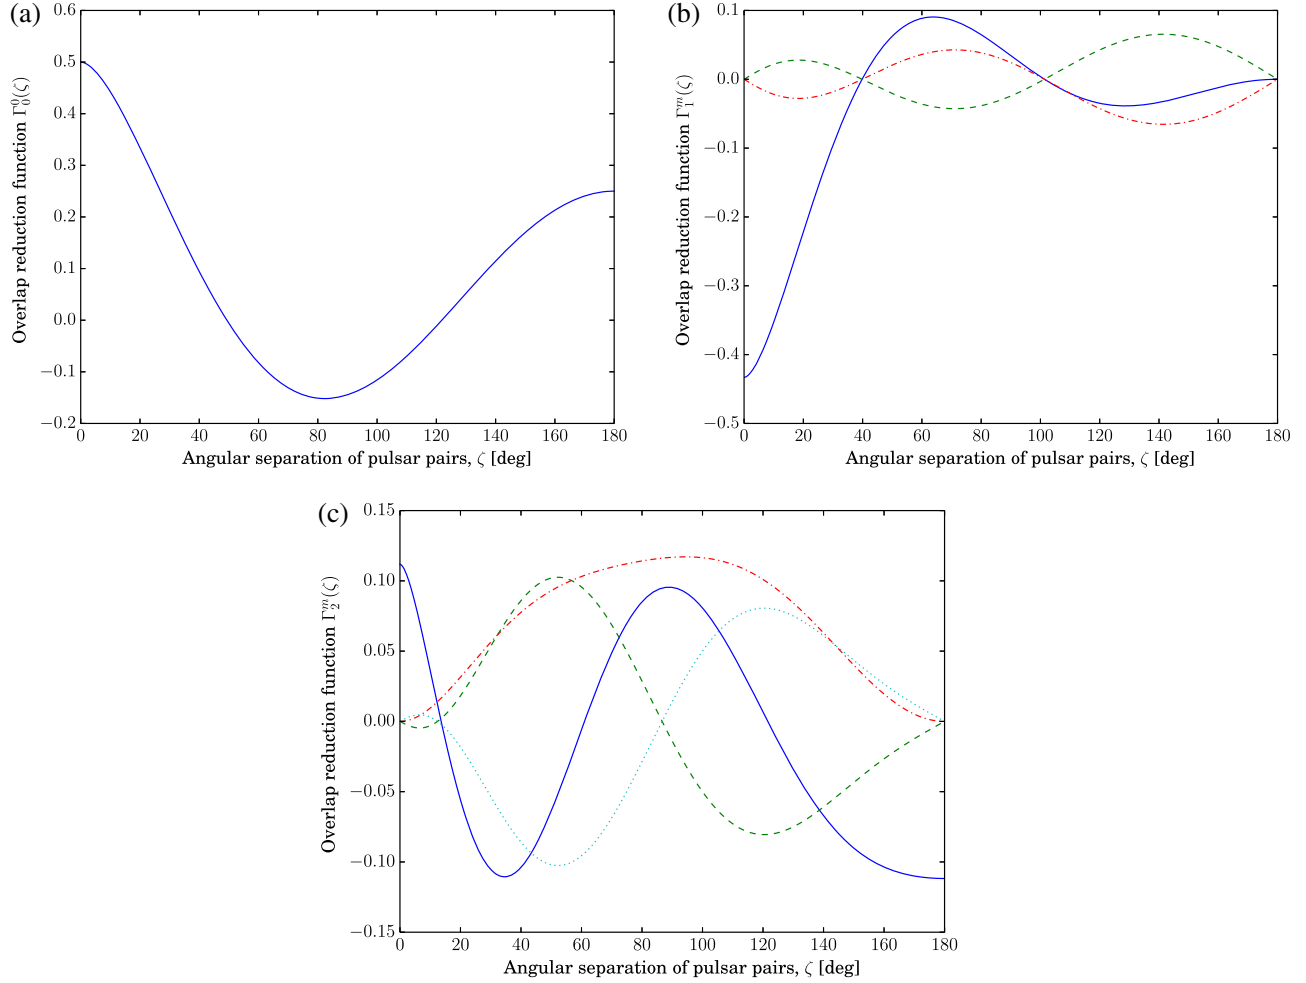 (a)
0.6
0.5
0.4
0.3
0.2
0.1
0.0
−0.1
−0.2
Overlap reduction function Γ₀⁰(ζ)
0 20 40 60 80 100 120 140 160 180
Angular separation of pulsar pairs, ζ [deg]
(b)
0.1
0.0
−0.1
−0.2
−0.3
−0.4
−0.5
Overlap reduction function Γ₁ᵐ(ζ)
0 20 40 60 80 100 120 140 160 180
Angular separation of pulsar pairs, ζ [deg]
(c)
0.15
0.10
0.05
0.00
−0.05
−0.10
−0.15
Overlap reduction function Γ₂ᵐ(ζ)
0 20 40 60 80 100 120 140 160 180
Angular separation of pulsar pairs, ζ [deg]